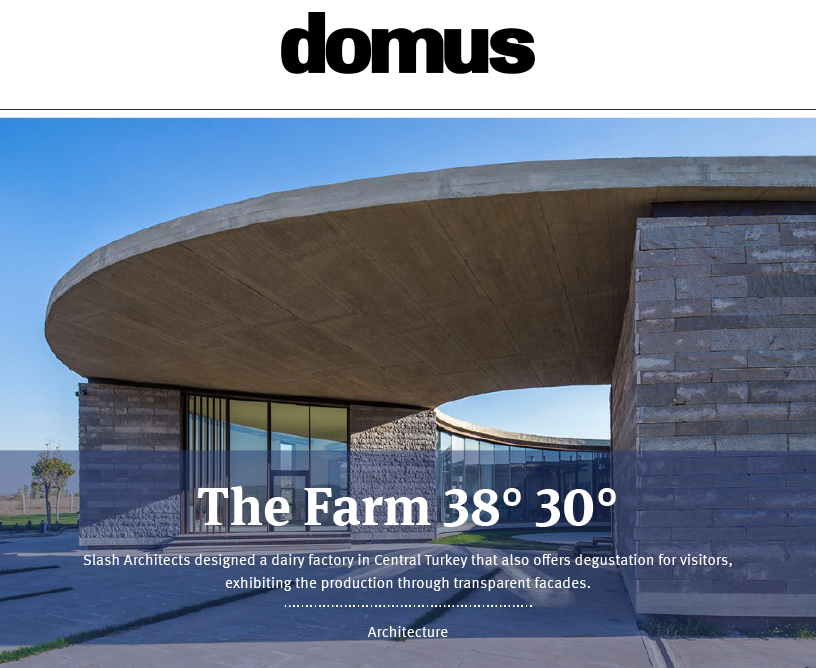 domus
The Farm 38° 30°
Slash Architects designed a dairy factory in Central Turkey that also offers degustation for visitors,
exhibiting the production through transparent facades.
Architecture